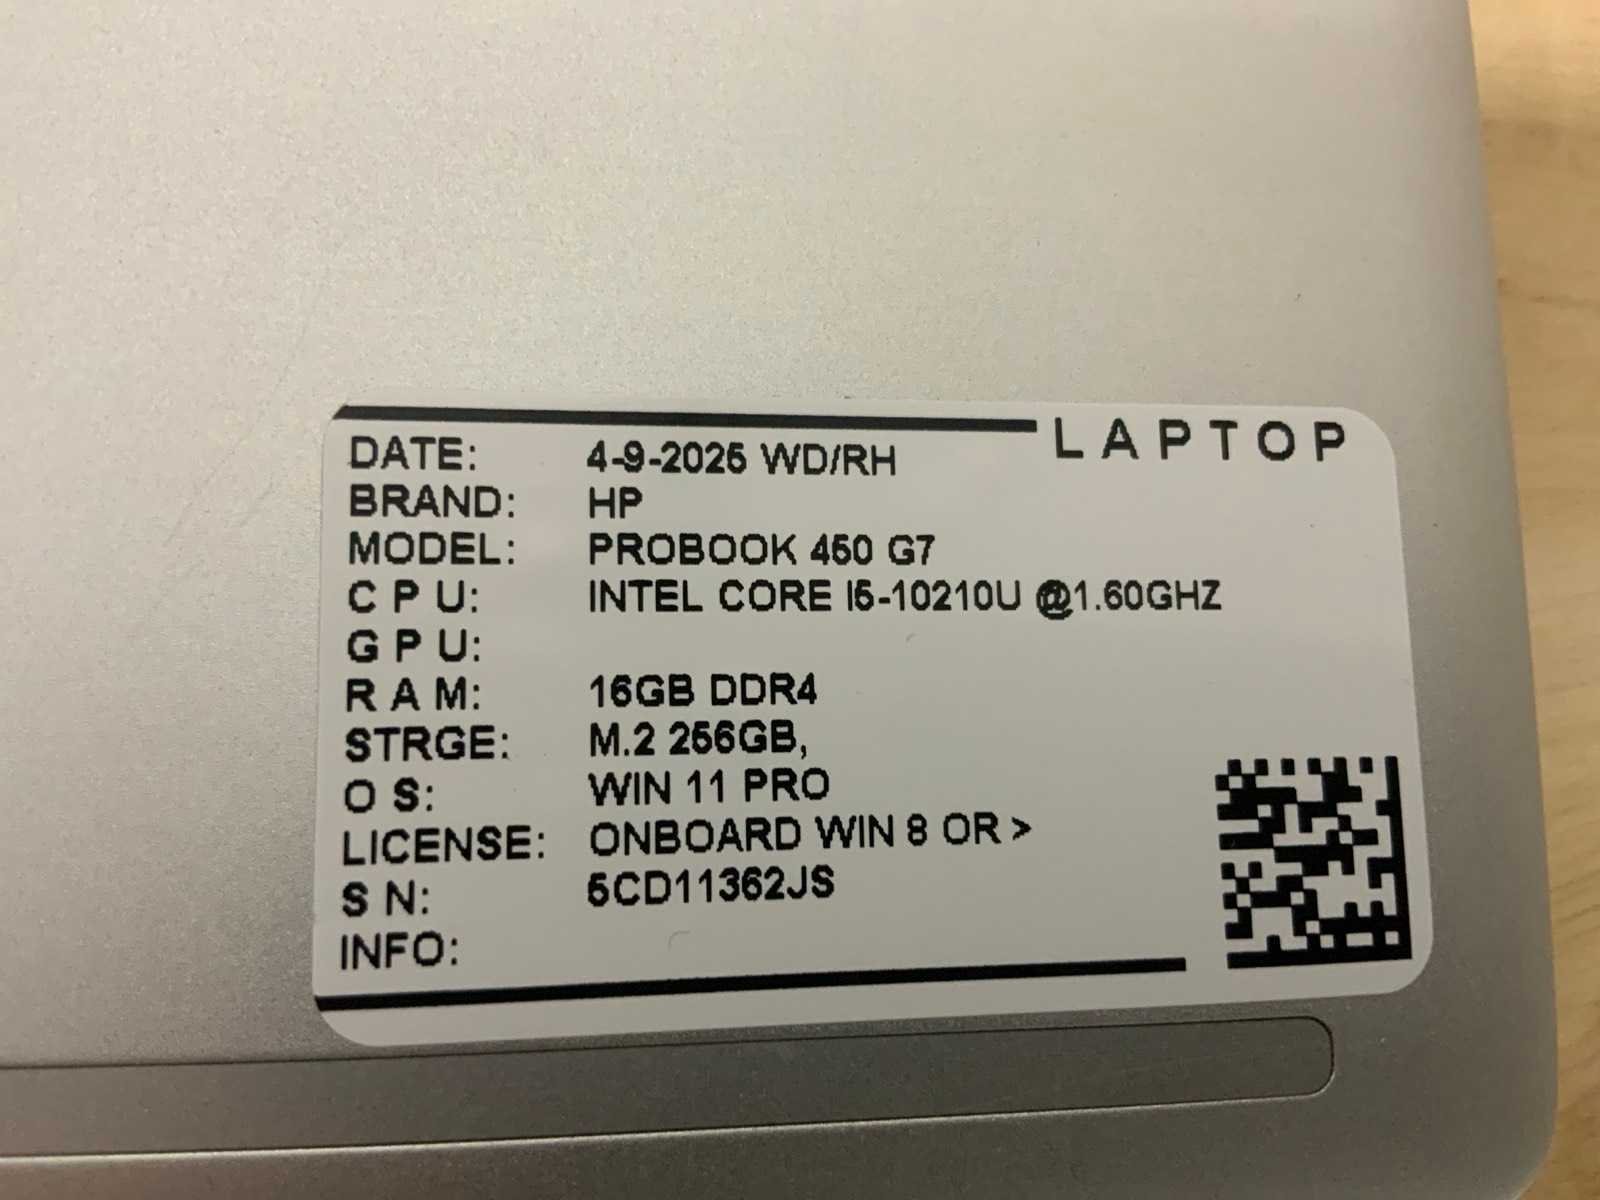 LAPTOP
DATE: 4-9-2025 WD/RH
BRAND: HP
MODEL: PROBOOK 450 G7
C P U: INTEL CORE I5-10210U @1.60GHZ
G P U:
R A M: 16GB DDR4
STRGE: M.2 256GB,
O S: WIN 11 PRO
LICENSE: ONBOARD WIN 8 OR >
S N: 5CD11362JS
INFO: